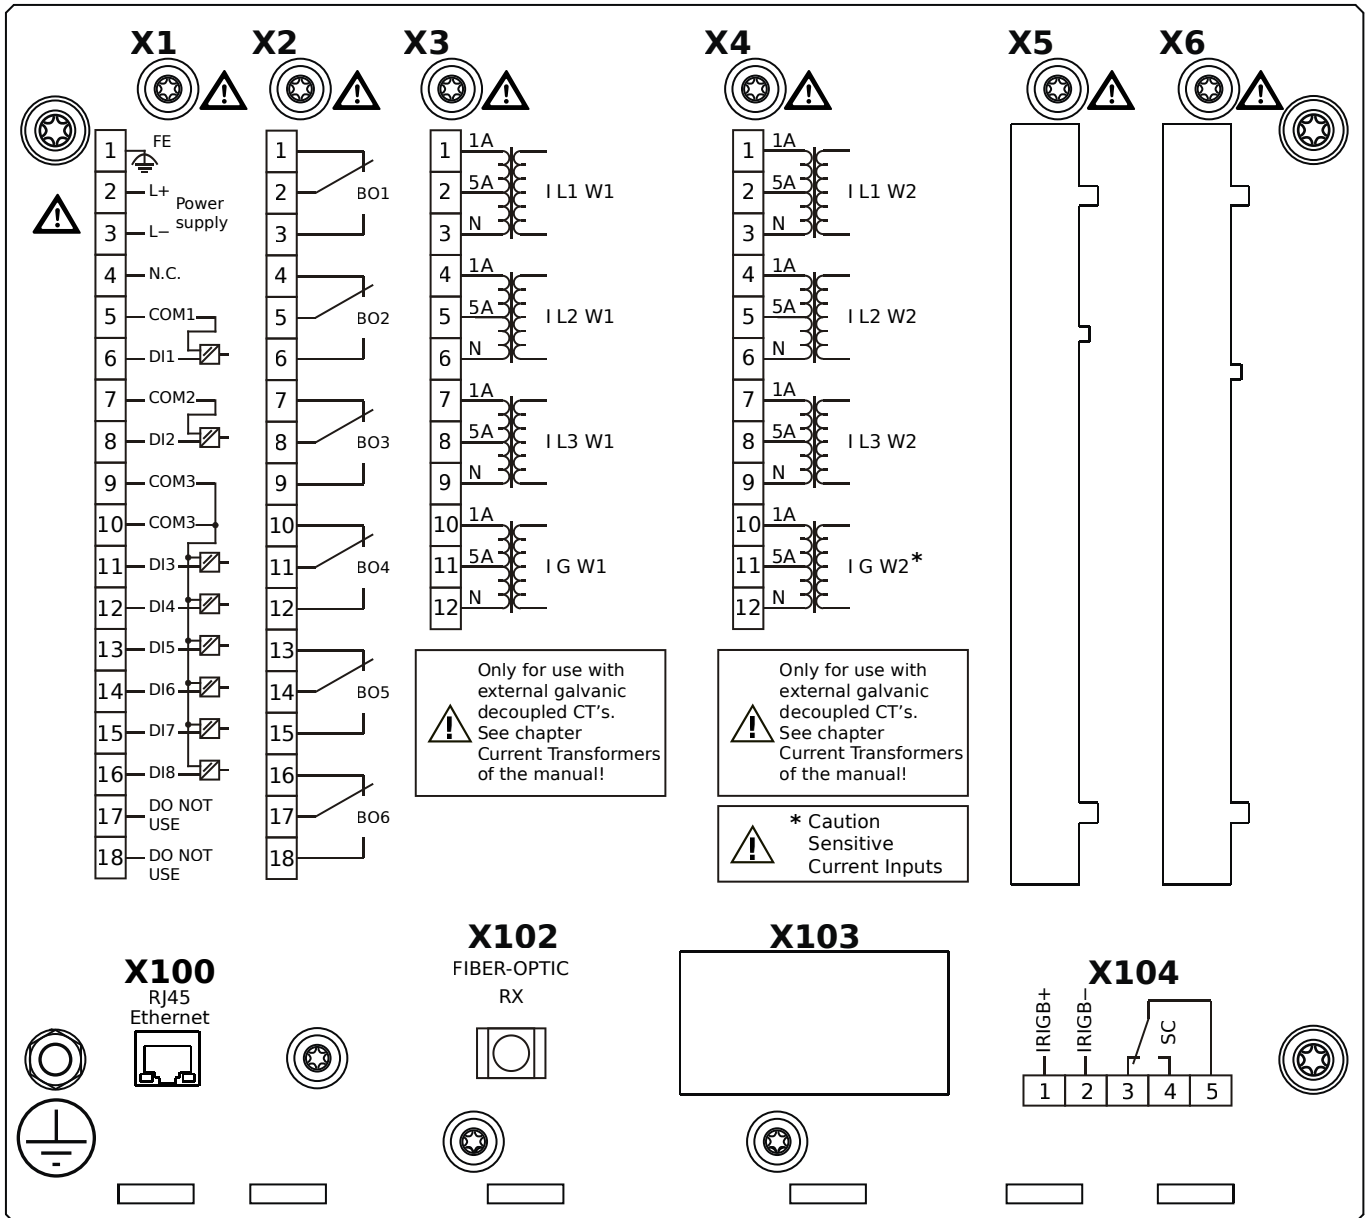 X1 X2 X3 X4 X5 X6
1 FE
2 L+
3 L−
Power
supply
4 N.C.
5 COM1
6 DI1
7 COM2
8 DI2
9 COM3
10 COM3
11 DI3
12 DI4
13 DI5
14 DI6
15 DI7
16 DI8
17 DO NOT
USE
18 DO NOT
USE
1
2 BO1
3
4
5 BO2
6
7
8 BO3
9
10
11 BO4
12
13
14 BO5
15
16
17 BO6
18
1 1A
2 5A I L1 W1
3 N
4 1A
5 5A I L2 W1
6 N
7 1A
8 5A I L3 W1
9 N
10 1A
11 5A I G W1
12 N
Only for use with
external galvanic
decoupled CT's.
See chapter
Current Transformers
of the manual!
1 1A
2 5A I L1 W2
3 N
4 1A
5 5A I L2 W2
6 N
7 1A
8 5A I L3 W2
9 N
10 1A
11 5A I G W2*
12 N
Only for use with
external galvanic
decoupled CT's.
See chapter
Current Transformers
of the manual!
* Caution
Sensitive
Current Inputs
X100
RJ45
Ethernet
X102
FIBER-OPTIC
RX
X103
X104
IRIGB+
IRIGB−
SC
1 2 3 4 5